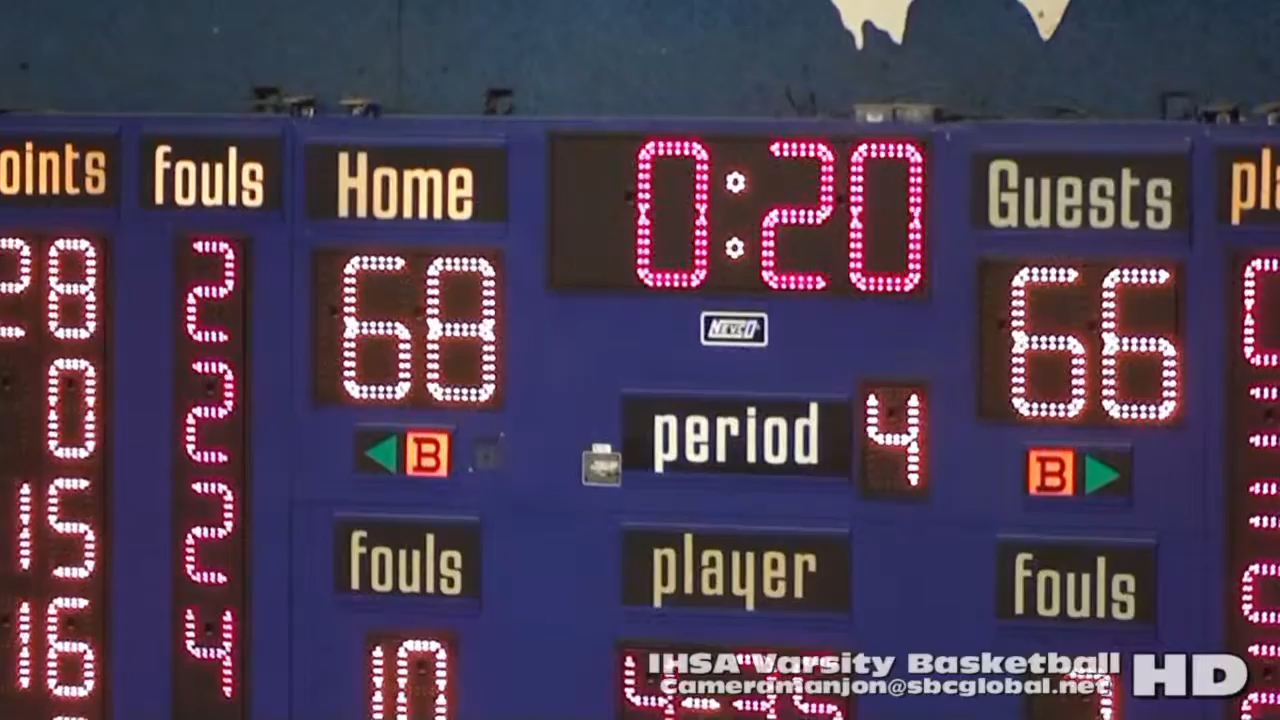 oints fouls Home 0:20 Guests pla
28 2 68 66
NEVCO
0 2 B period 4 B
15 2
fouls player fouls
16 4
10
IHSA Varsity Basketball HD
cameramanjon@sbcglobal.net